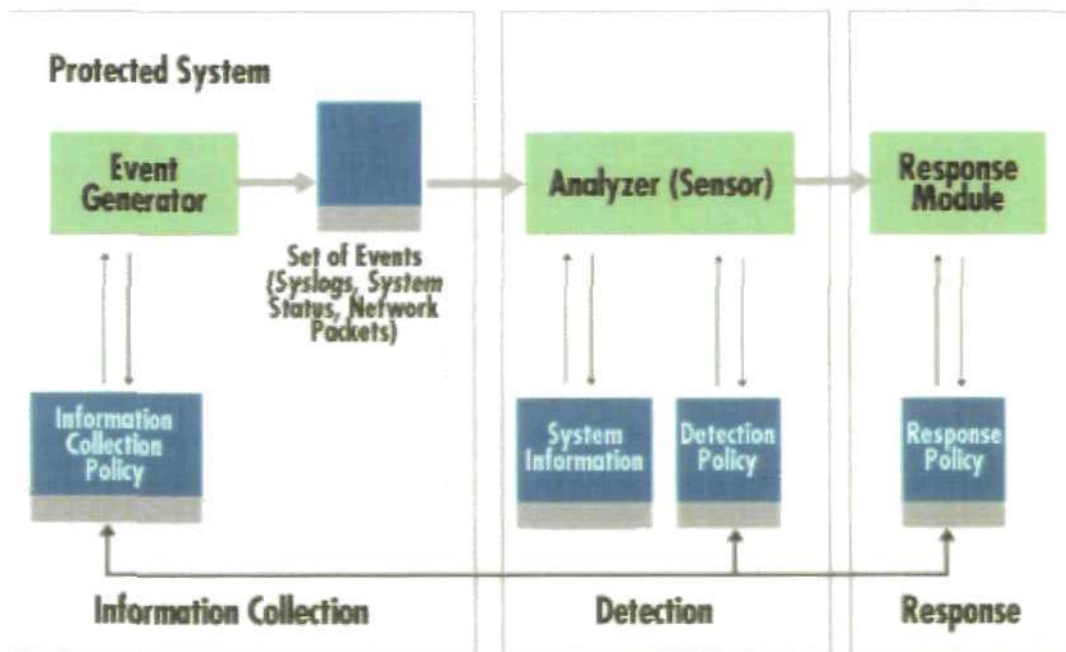 Protected System
Event
Generator
Set of Events
(Syslogs, System
Status, Network
Packets)
Analyzer (Sensor)
Response
Module
Information
Collection
Policy
System
Information
Detection
Policy
Response
Policy
Information Collection
Detection
Response